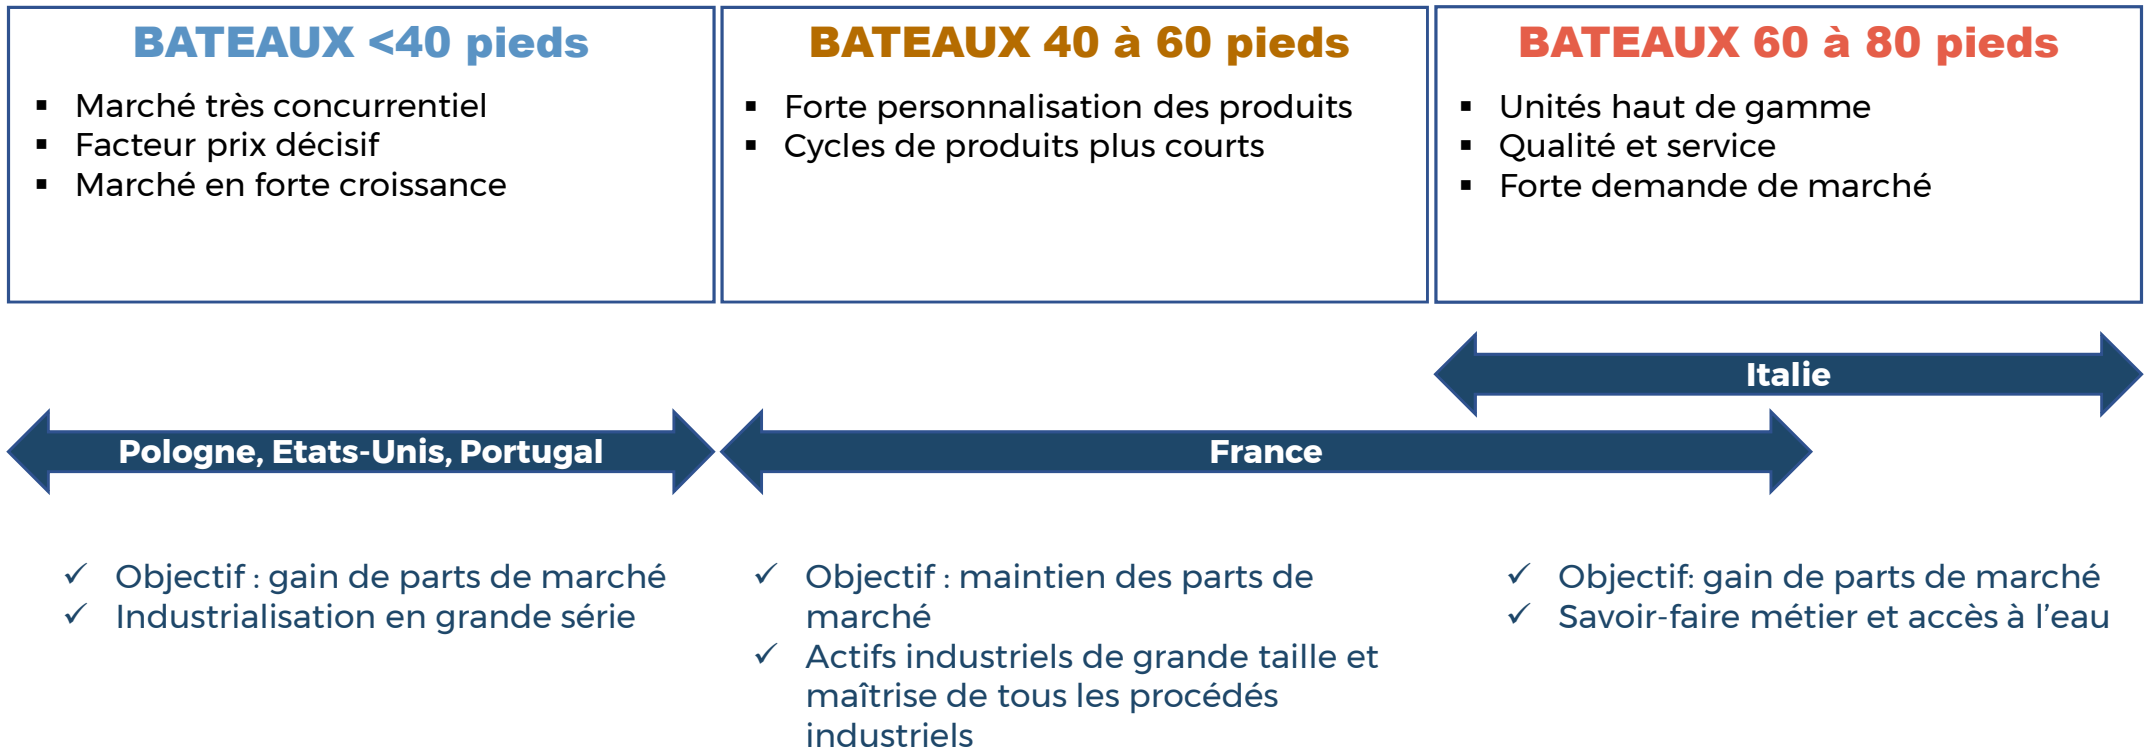 BATEAUX <40 pieds
▪ Marché très concurrentiel
▪ Facteur prix décisif
▪ Marché en forte croissance
BATEAUX 40 à 60 pieds
▪ Forte personnalisation des produits
▪ Cycles de produits plus courts
BATEAUX 60 à 80 pieds
▪ Unités haut de gamme
▪ Qualité et service
▪ Forte demande de marché
Italie
Pologne, Etats-Unis, Portugal
France
✓ Objectif : gain de parts de marché
✓ Industrialisation en grande série
✓ Objectif : maintien des parts de
marché
✓ Actifs industriels de grande taille et
maîtrise de tous les procédés
industriels
✓ Objectif: gain de parts de marché
✓ Savoir-faire métier et accès à l’eau